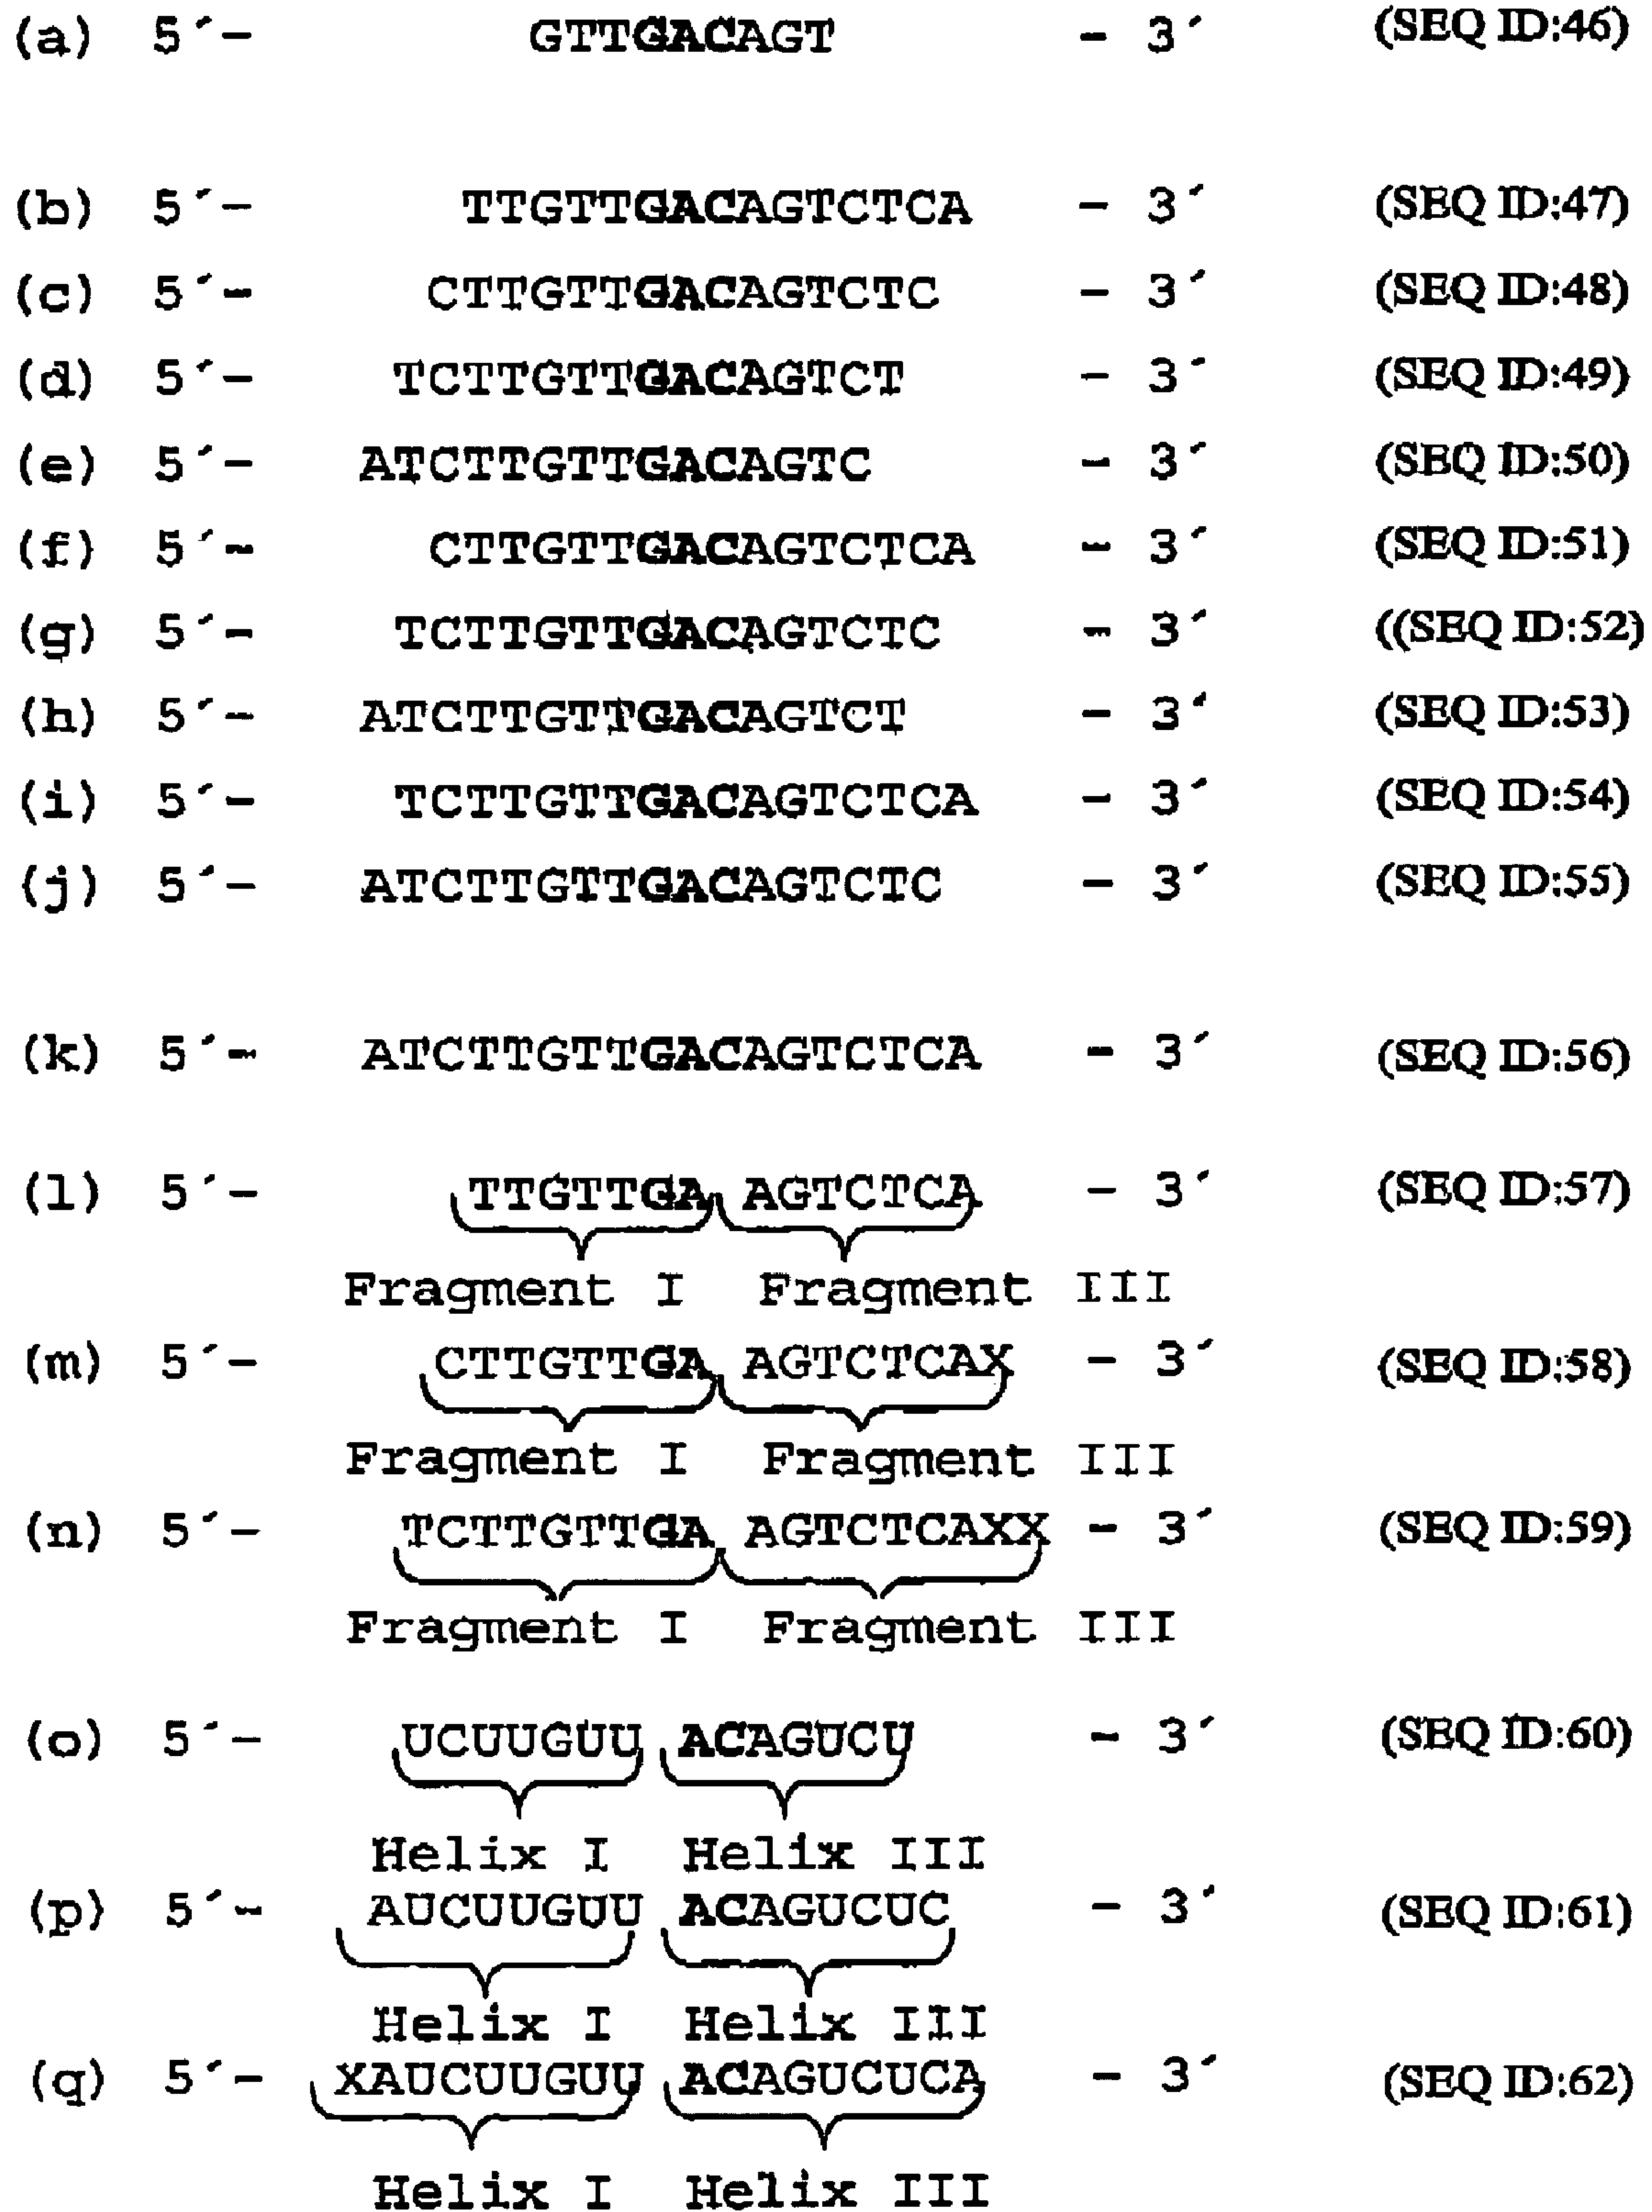 (a) 5´- GTTGACAGT - 3´ (SEQ ID:46)
(b) 5´- TTGTTGACAGTCTCA - 3´ (SEQ ID:47)
(c) 5´- CTTGTTGACAGTCTC - 3´ (SEQ ID:48)
(d) 5´- TCTTGTTGACAGTCT - 3´ (SEQ ID:49)
(e) 5´- ATCTTGTTGACAGTC - 3´ (SEQ ID:50)
(f) 5´- CTTGTTGACAGTCTCA - 3´ (SEQ ID:51)
(g) 5´- TCTTGTTGACAGTCTC - 3´ ((SEQ ID:52)
(h) 5´- ATCTTGTTGACAGTCT - 3´ (SEQ ID:53)
(i) 5´- TCTTGTTGACAGTCTCA - 3´ (SEQ ID:54)
(j) 5´- ATCTTGTTGACAGTCTC - 3´ (SEQ ID:55)
(k) 5´- ATCTTGTTGACAGTCTCA - 3´ (SEQ ID:56)
(l) 5´- TTGTTGA AGTCTCA - 3´ (SEQ ID:57)
Fragment I Fragment III
(m) 5´- CTTGTTGA AGTCTCAX - 3´ (SEQ ID:58)
Fragment I Fragment III
(n) 5´- TCTTGTTGA AGTCTCAXX - 3´ (SEQ ID:59)
Fragment I Fragment III
(o) 5´- UCUUGUU ACAGUCU - 3´ (SEQ ID:60)
Helix I Helix III
(p) 5´- AUCUUGUU ACAGUCUC - 3´ (SEQ ID:61)
Helix I Helix III
(q) 5´- XAUCUUGUU ACAGUCUCA - 3´ (SEQ ID:62)
Helix I Helix III